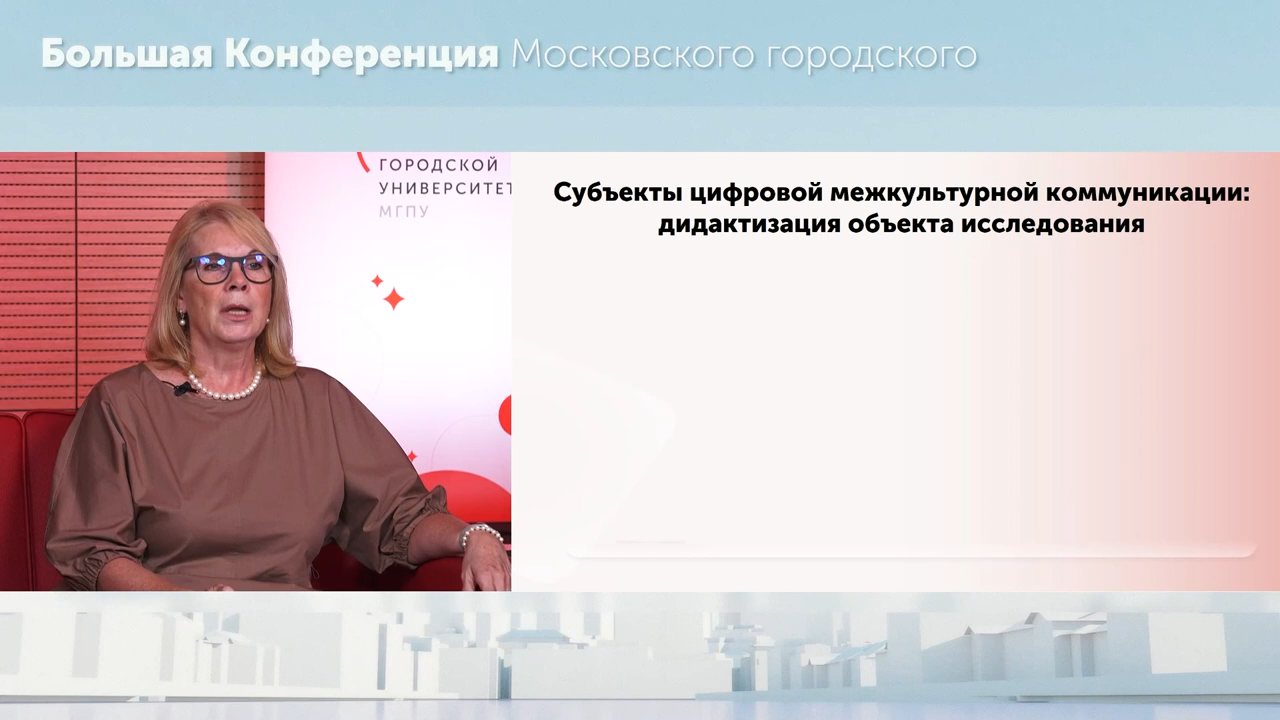 Большая Конференция Московского городского
ГОРОДСКОЙ
УНИВЕРСИТЕТ
МГПУ
Субъекты цифровой межкультурной коммуникации:
дидактизация объекта исследования